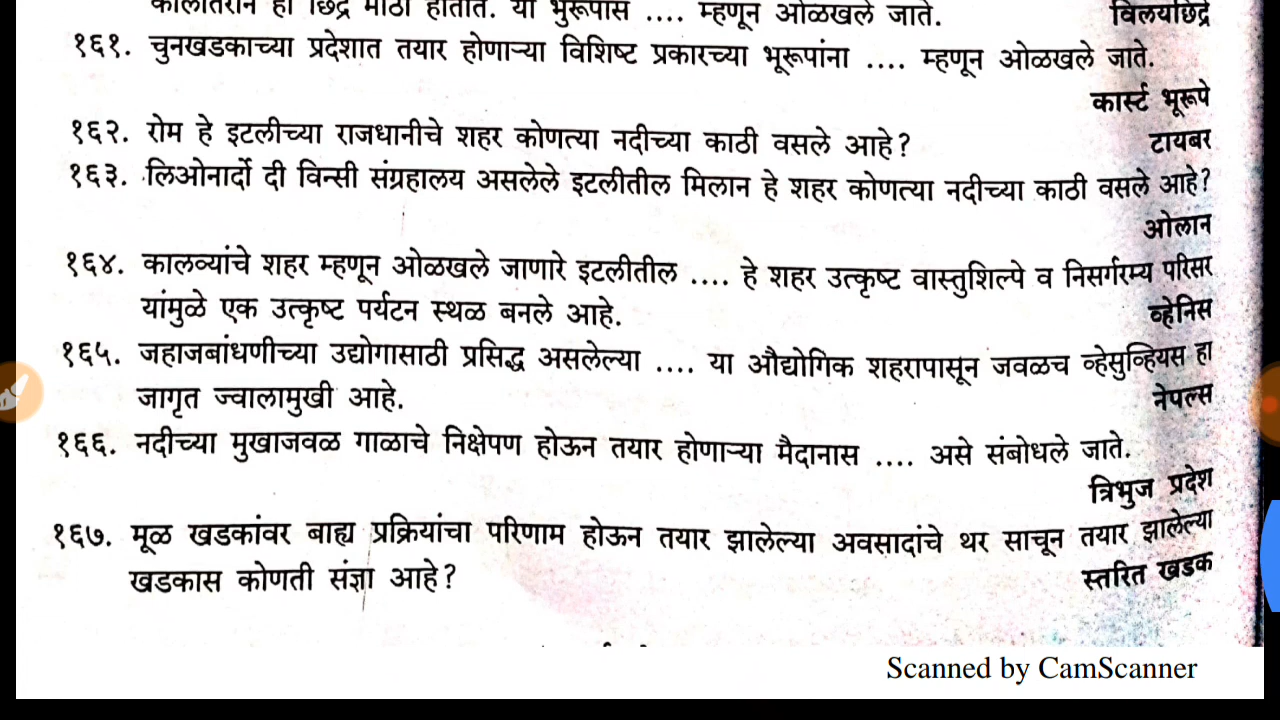 कालांतराने ही छिद्रे मोठी होतात. या भुरूपास .... म्हणून ओळखले जाते.
विलयछिद्रे
१६१. चुनखडकाच्या प्रदेशात तयार होणाऱ्या विशिष्ट प्रकारच्या भूरूपांना .... म्हणून ओळखले जाते.
कार्स्ट भूरूपे
१६२. रोम हे इटलीच्या राजधानीचे शहर कोणत्या नदीच्या काठी वसले आहे?
टायबर
१६३. लिओनार्दो दी विन्सी संग्रहालय असलेले इटलीतील मिलान हे शहर कोणत्या नदीच्या काठी वसले आहे?
ओलान
१६४. कालव्यांचे शहर म्हणून ओळखले जाणारे इटलीतील .... हे शहर उत्कृष्ट वास्तुशिल्पे व निसर्गरम्य परिसर
यांमुळे एक उत्कृष्ट पर्यटन स्थळ बनले आहे.
व्हेनिस
१६५. जहाजबांधणीच्या उद्योगासाठी प्रसिद्ध असलेल्या .... या औद्योगिक शहरापासून जवळच व्हेसुव्हियस हा
जागृत ज्वालामुखी आहे.
नेपल्स
१६६. नदीच्या मुखाजवळ गाळाचे निक्षेपण होऊन तयार होणाऱ्या मैदानास .... असे संबोधले जाते.
त्रिभुज प्रदेश
१६७. मूळ खडकांवर बाह्य प्रक्रियांचा परिणाम होऊन तयार झालेल्या अवसादांचे थर साचून तयार झालेल्या
खडकास कोणती संज्ञा आहे?
स्तरित खडक
Scanned by CamScanner